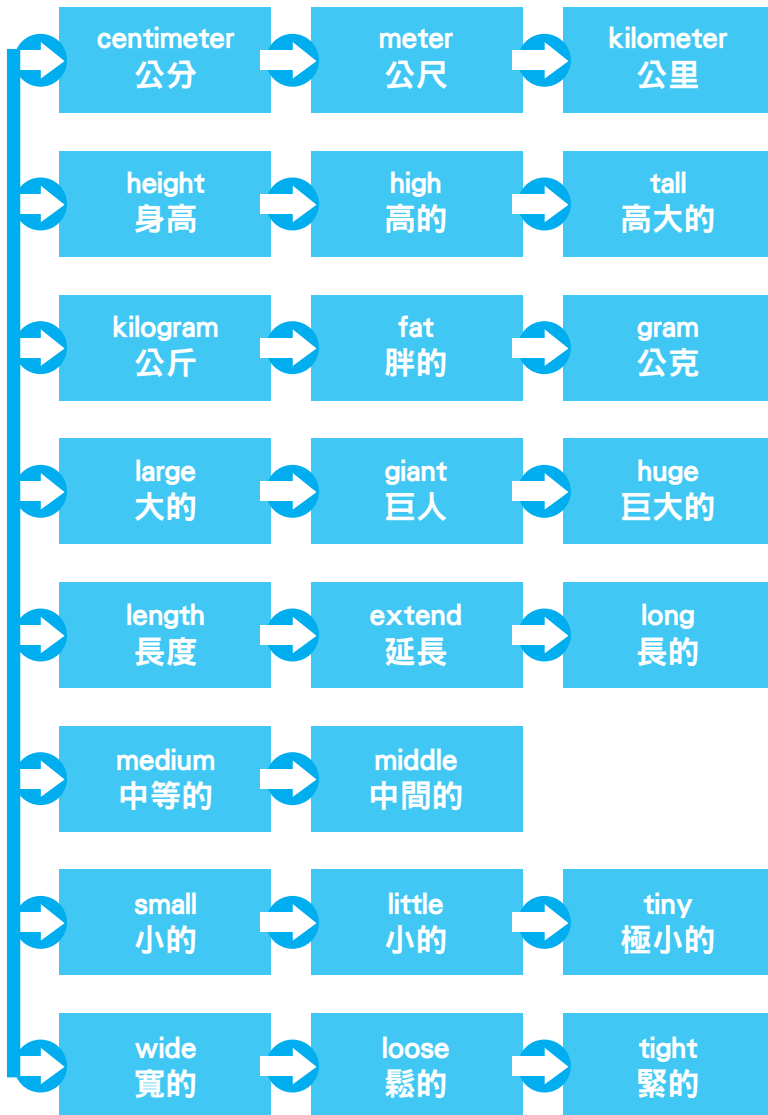 centimeter
公分
meter
公尺
kilometer
公里
height
身高
high
高的
tall
高大的
kilogram
公斤
fat
胖的
gram
公克
large
大的
giant
巨人
huge
巨大的
length
長度
extend
延長
long
長的
medium
中等的
middle
中間的
small
小的
little
小的
tiny
極小的
wide
寬的
loose
鬆的
tight
緊的